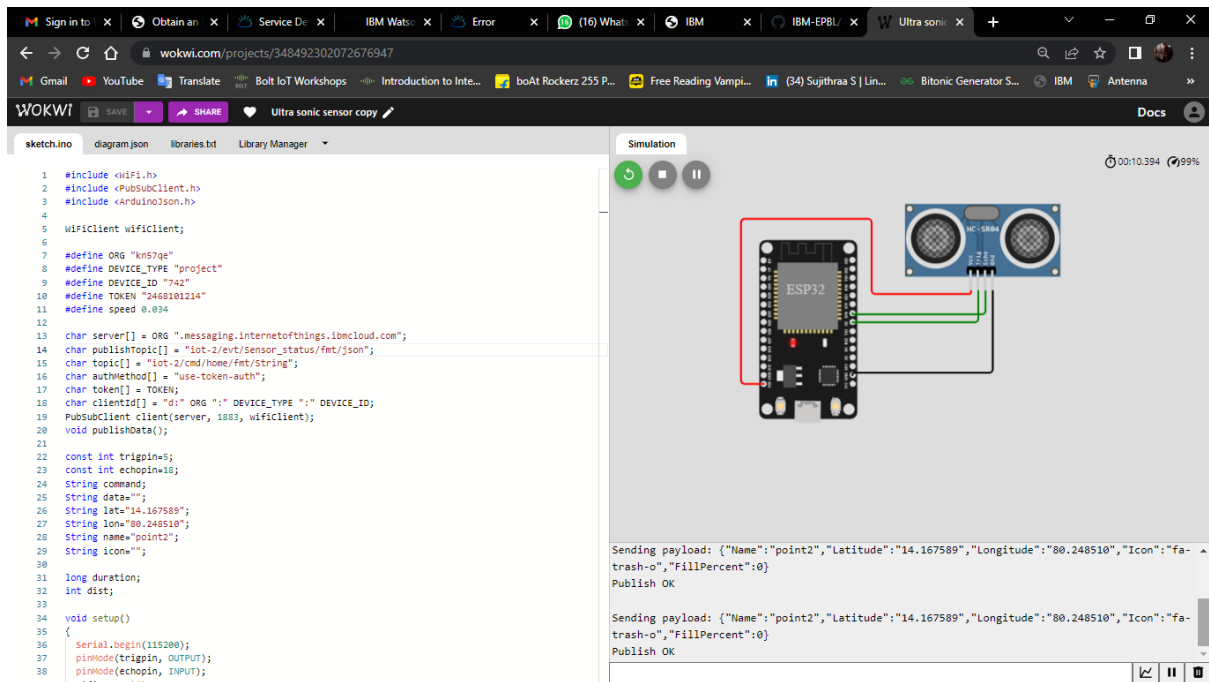 Sign in to \
Obtain an
Service De
IBM Watso
Error
(16) What
IBM
IBM-EPBL/
Ultra sonic
wokwi.com/projects/348492302072676947
Gmail
YouTube
Translate
Bolt IoT Workshops
Introduction to Inte...
boAt Rockerz 255 P...
Free Reading Vampi...
(34) Sujithraa S | Lin...
Bitonic Generator S...
IBM
Antenna
»
WOKWI
SAVE
SHARE
Ultra sonic sensor copy
Docs
sketch.ino
diagram.json
libraries.txt
Library Manager
1 #include <WiFi.h>
2 #include <PubSubClient.h>
3 #include <ArduinoJson.h>
4
5 WiFiClient wifiClient;
6
7 #define ORG "kn57qe"
8 #define DEVICE_TYPE "project"
9 #define DEVICE_ID "742"
10 #define TOKEN "2468101214"
11 #define speed 0.034
12
13 char server[] = ORG ".messaging.internetofthings.ibmcloud.com";
14 char publishTopic[] = "iot-2/evt/Sensor_status/fmt/json";
15 char topic[] = "iot-2/cmd/home/fmt/String";
16 char authMethod[] = "use-token-auth";
17 char token[] = TOKEN;
18 char clientId[] = "d:" ORG ":" DEVICE_TYPE ":" DEVICE_ID;
19 PubSubClient client(server, 1883, wifiClient);
20 void publishData();
21
22 const int trigpin=5;
23 const int echopin=18;
24 String command;
25 String data="";
26 String lat="14.167589";
27 String lon="80.248510";
28 String name="point2";
29 String icon="";
30
31 long duration;
32 int dist;
33
34 void setup()
35 {
36 Serial.begin(115200);
37 pinMode(trigpin, OUTPUT);
38 pinMode(echopin, INPUT);
Simulation
00:10.394
99%
HC-SR04
Vcc
Trig
Echo
Gnd
ESP32
Sending payload: {"Name":"point2","Latitude":"14.167589","Longitude":"80.248510","Icon":"fa-
trash-o","FillPercent":0}
Publish OK
Sending payload: {"Name":"point2","Latitude":"14.167589","Longitude":"80.248510","Icon":"fa-
trash-o","FillPercent":0}
Publish OK